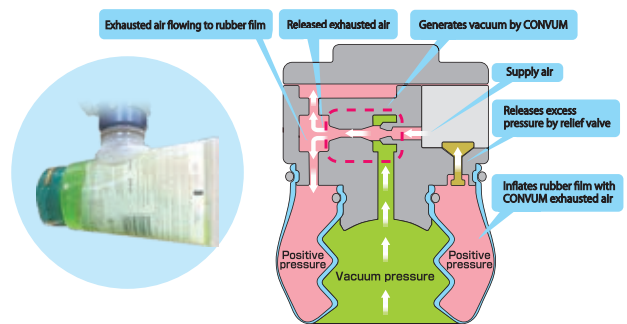 Exhausted air flowing to rubber film
Released exhausted air
Generates vacuum by CONVUM
Supply air
Releases excess
pressure by relief valve
Inflates rubber film with
CONVUM exhausted air
Positive
pressure
Vacuum pressure
Positive
pressure